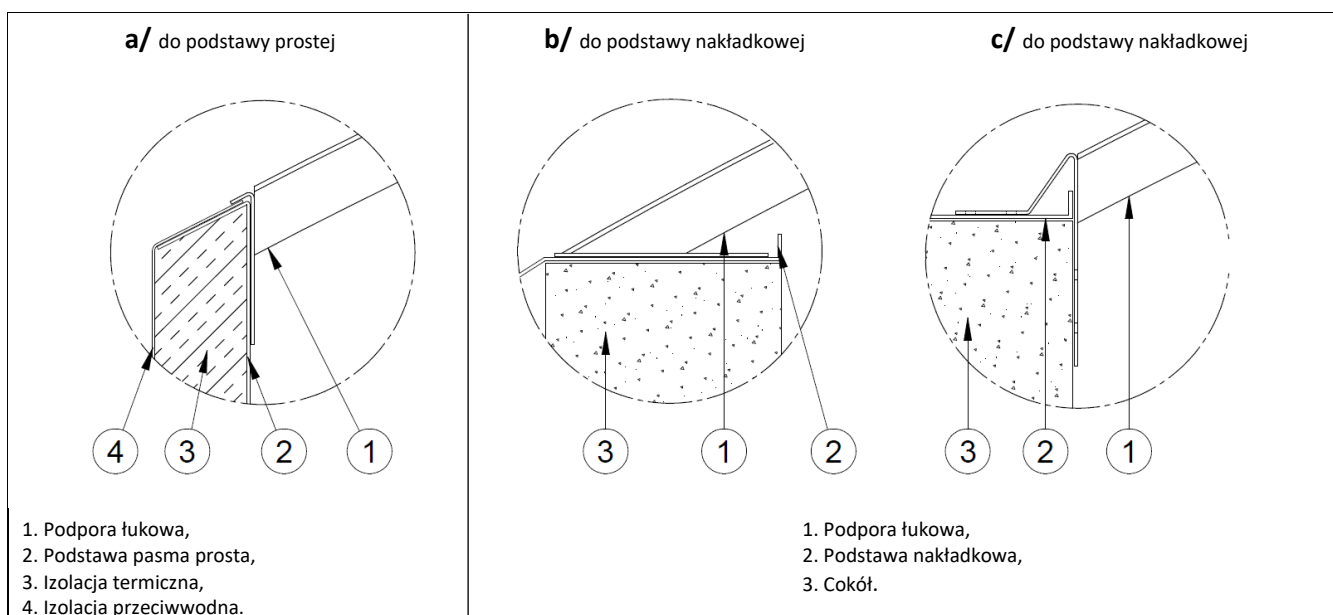 a/ do podstawy prostej
4 3 2 1
1. Podpora łukowa,
2. Podstawa pasma prosta,
3. Izolacja termiczna,
4. Izolacja przeciwwodna.
b/ do podstawy nakładkowej
c/ do podstawy nakładkowej
3 1 2
3 2 1
1. Podpora łukowa,
2. Podstawa nakładkowa,
3. Cokół.